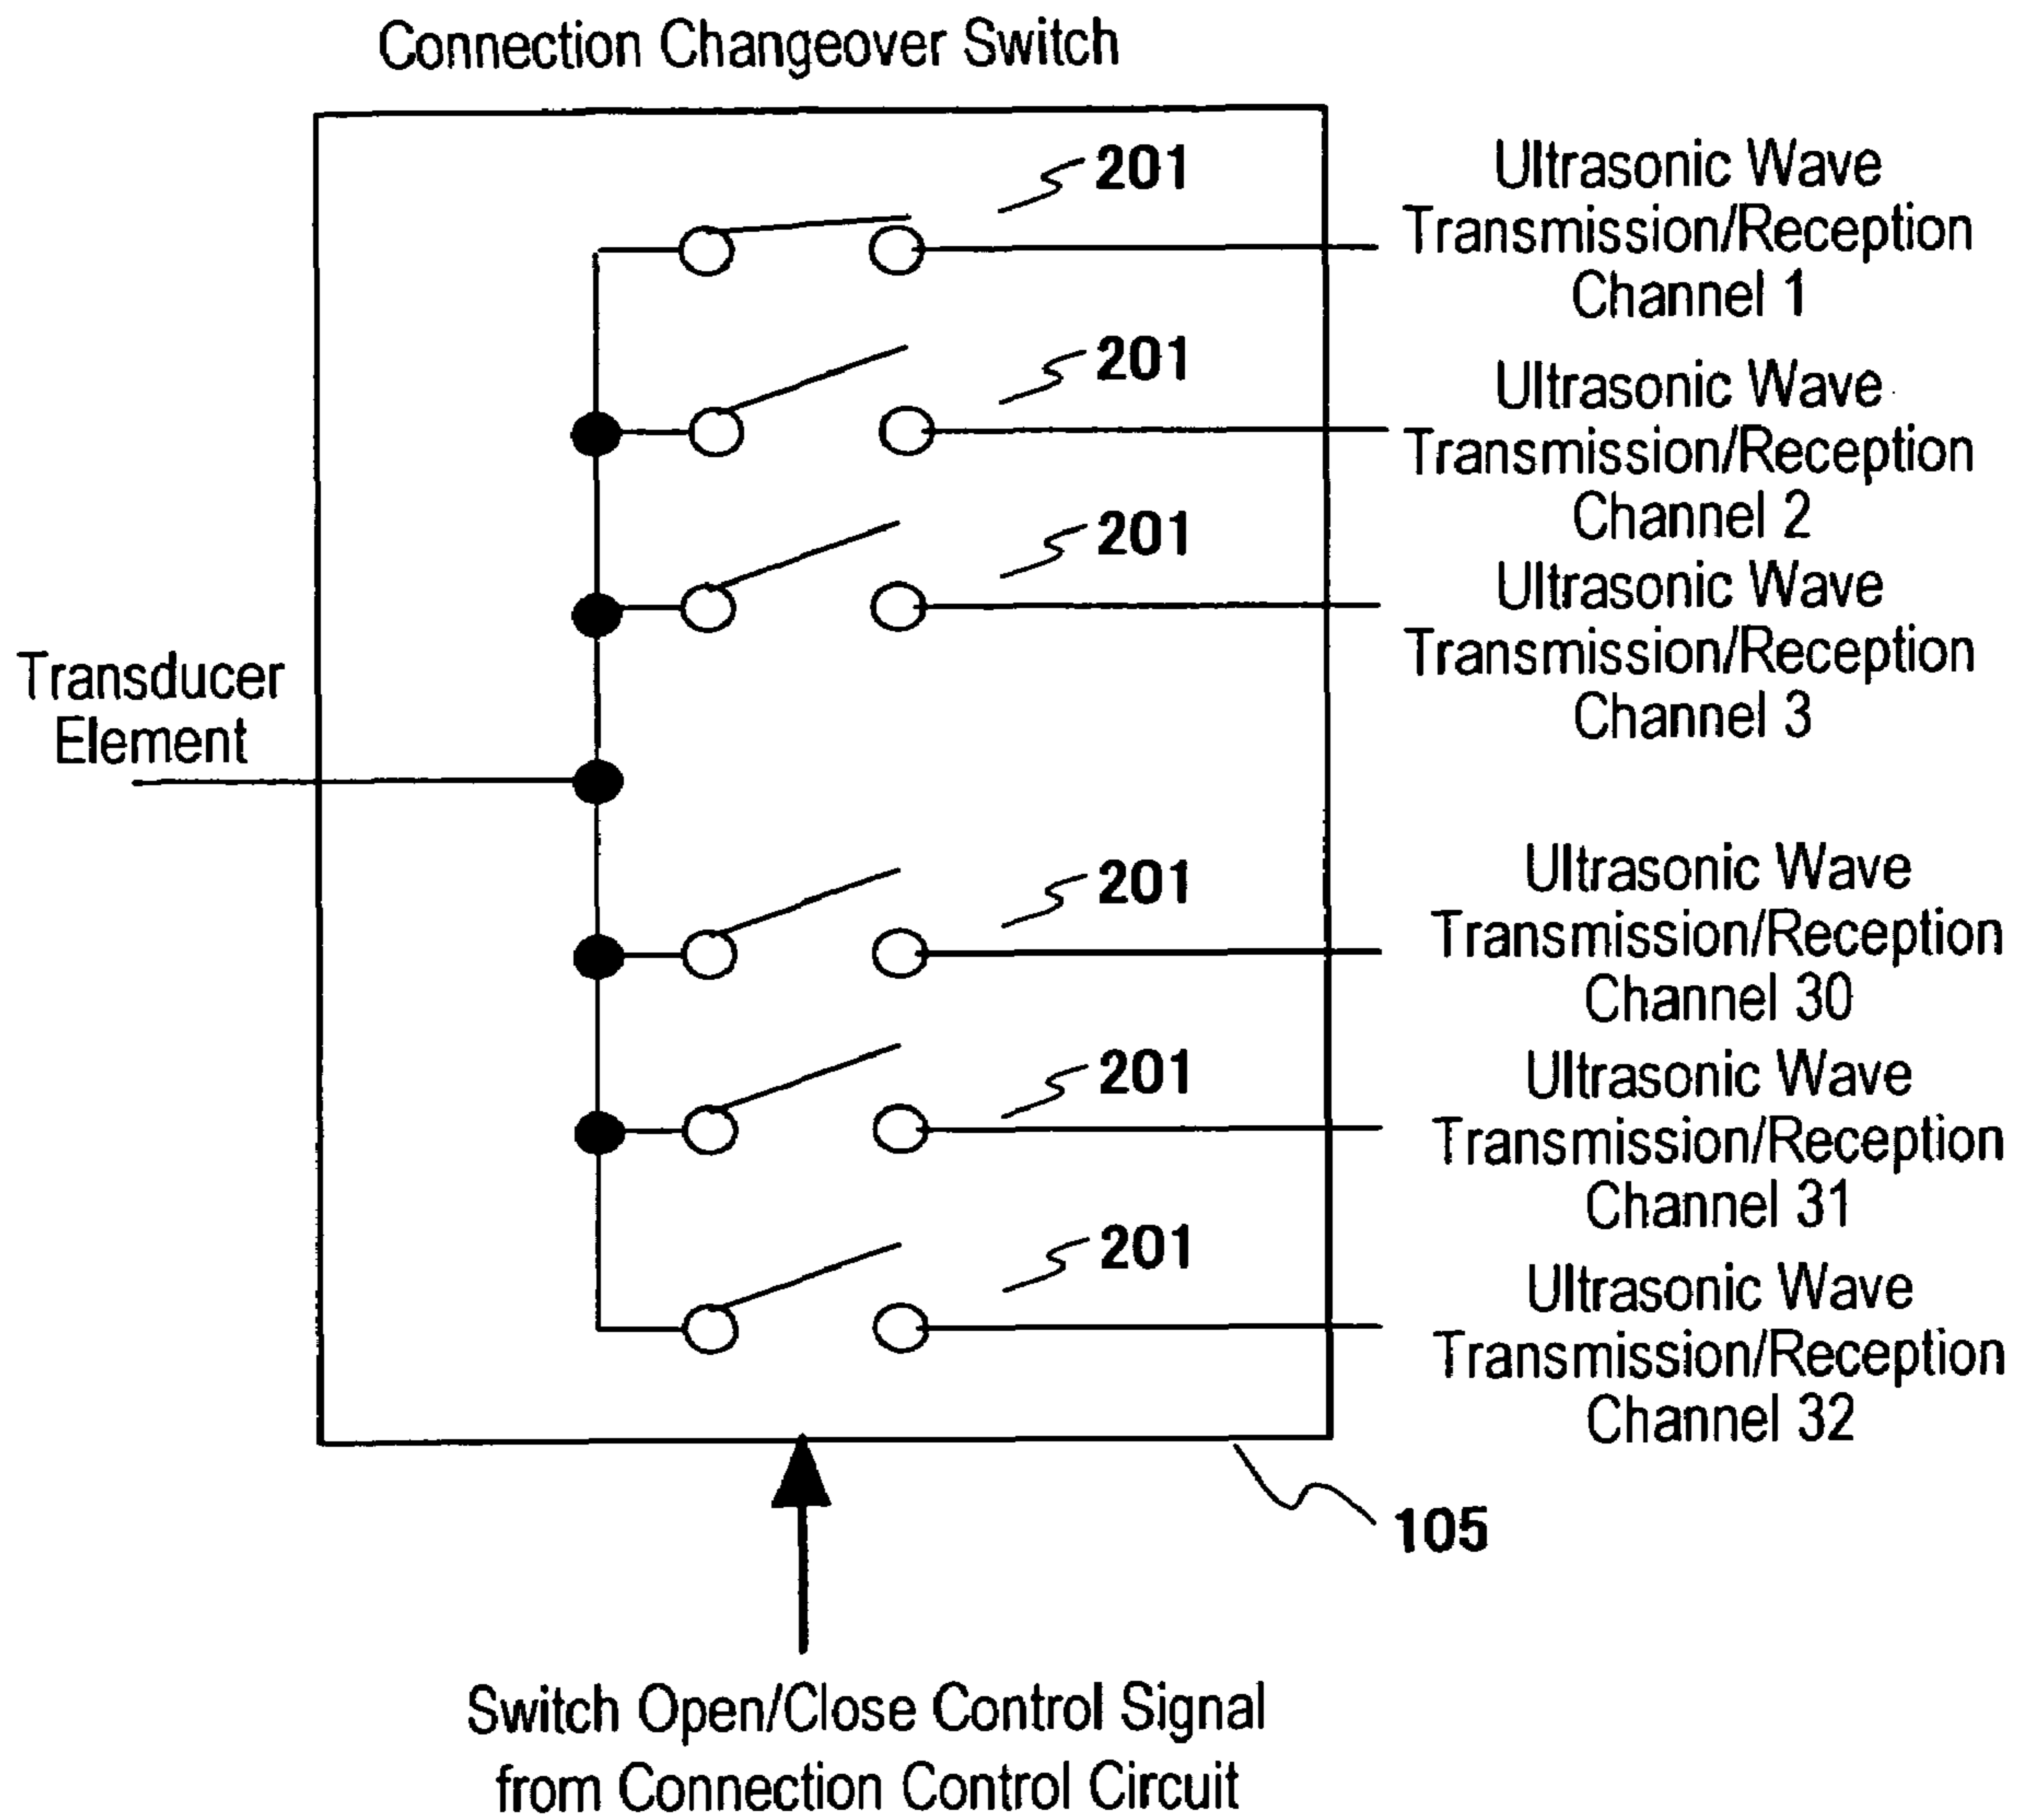 Connection Changeover Switch
201
Ultrasonic Wave
Transmission/Reception
Channel 1
201
Ultrasonic Wave
Transmission/Reception
Channel 2
201
Ultrasonic Wave
Transmission/Reception
Channel 3
Transducer
Element
201
Ultrasonic Wave
Transmission/Reception
Channel 30
201
Ultrasonic Wave
Transmission/Reception
Channel 31
201
Ultrasonic Wave
Transmission/Reception
Channel 32
105
Switch Open/Close Control Signal
from Connection Control Circuit